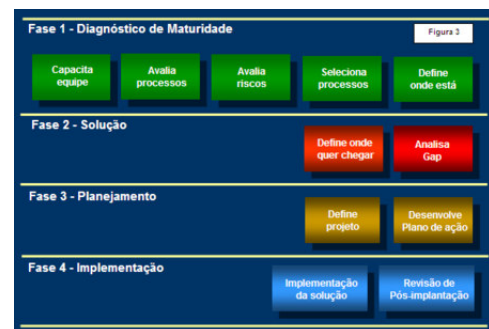 Fase 1 - Diagnóstico de Maturidade
Figura 3
Capacita
equipe
Avalia
processos
Avalia
riscos
Seleciona
processos
Define
onde está
Fase 2 - Solução
Define onde
quer chegar
Analisa
Gap
Fase 3 - Planejamento
Define
projeto
Desenvolve
Plano de ação
Fase 4 - Implementação
Implementação
da solução
Revisão de
Pós-implantação